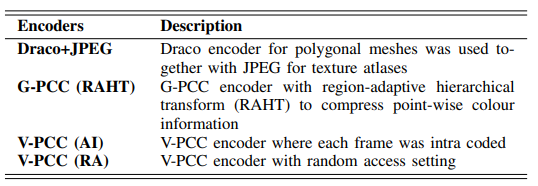 Encoders Description
Draco+JPEG Draco encoder for polygonal meshes was used to-
gether with JPEG for texture atlases
G-PCC (RAHT) G-PCC encoder with region-adaptive hierarchical
transform (RAHT) to compress point-wise colour
information
V-PCC (AI) V-PCC encoder where each frame was intra coded
V-PCC (RA) V-PCC encoder with random access setting